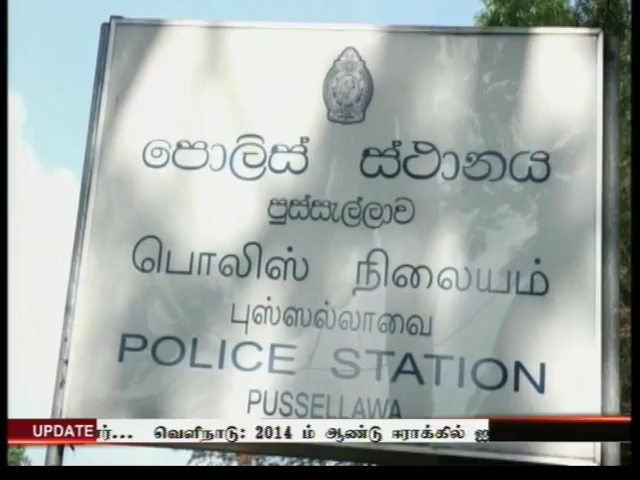 පොලිස් ස්ථානය
පුස්සැල්ලාව
பொலிஸ் நிலையம்
புஸ்ஸல்லாவை
POLICE STATION
PUSSELLAWA
UPDATE ர்... வெளிநாடு: 2014 ம் ஆண்டு ஈராக்கில் ஐ